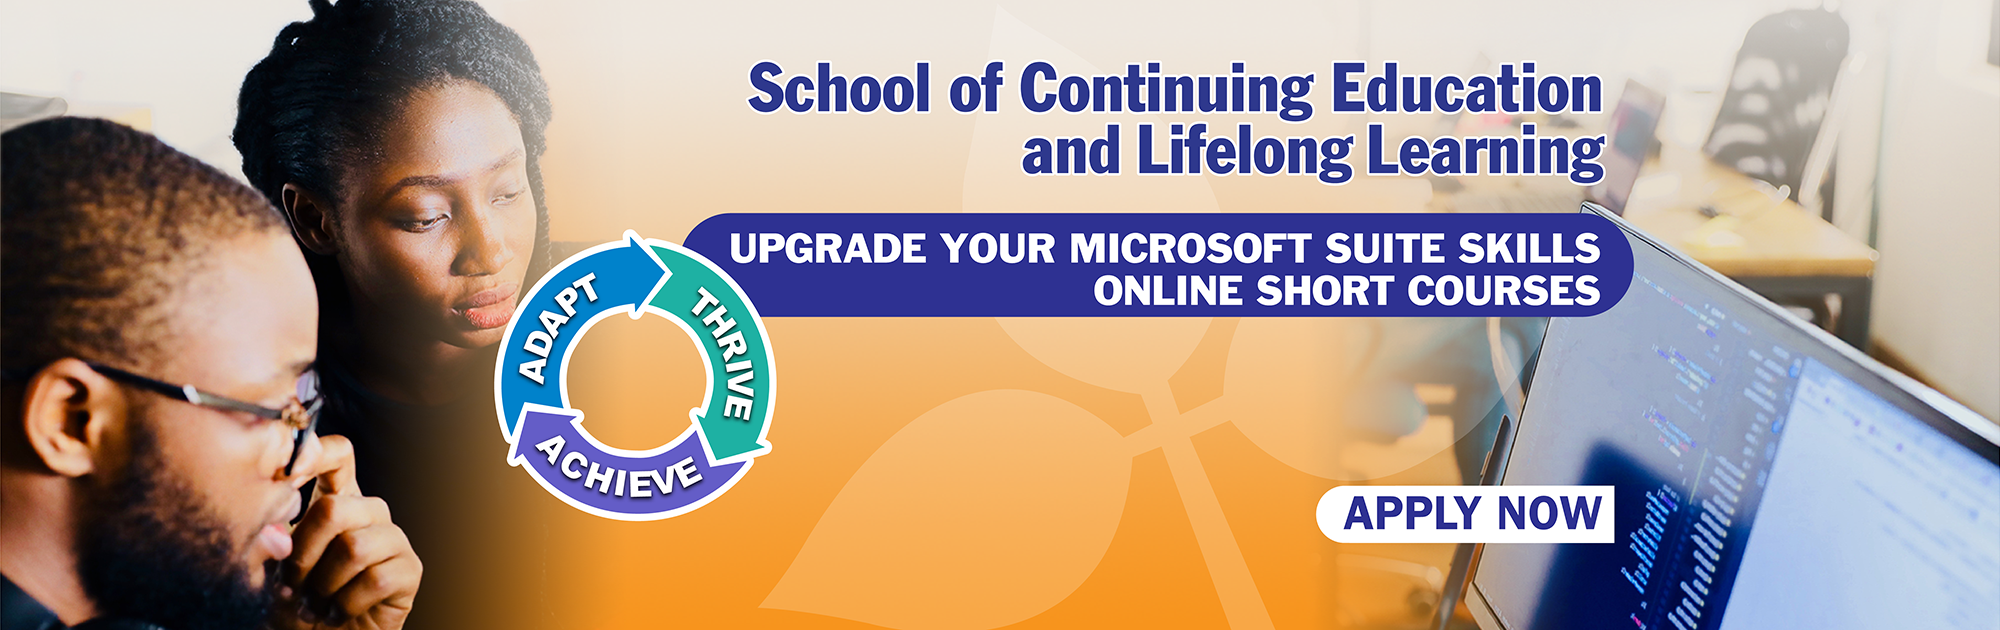 School of Continuing Education
and Lifelong Learning
UPGRADE YOUR MICROSOFT SUITE SKILLS
ONLINE SHORT COURSES
ADAPT
THRIVE
ACHIEVE
APPLY NOW